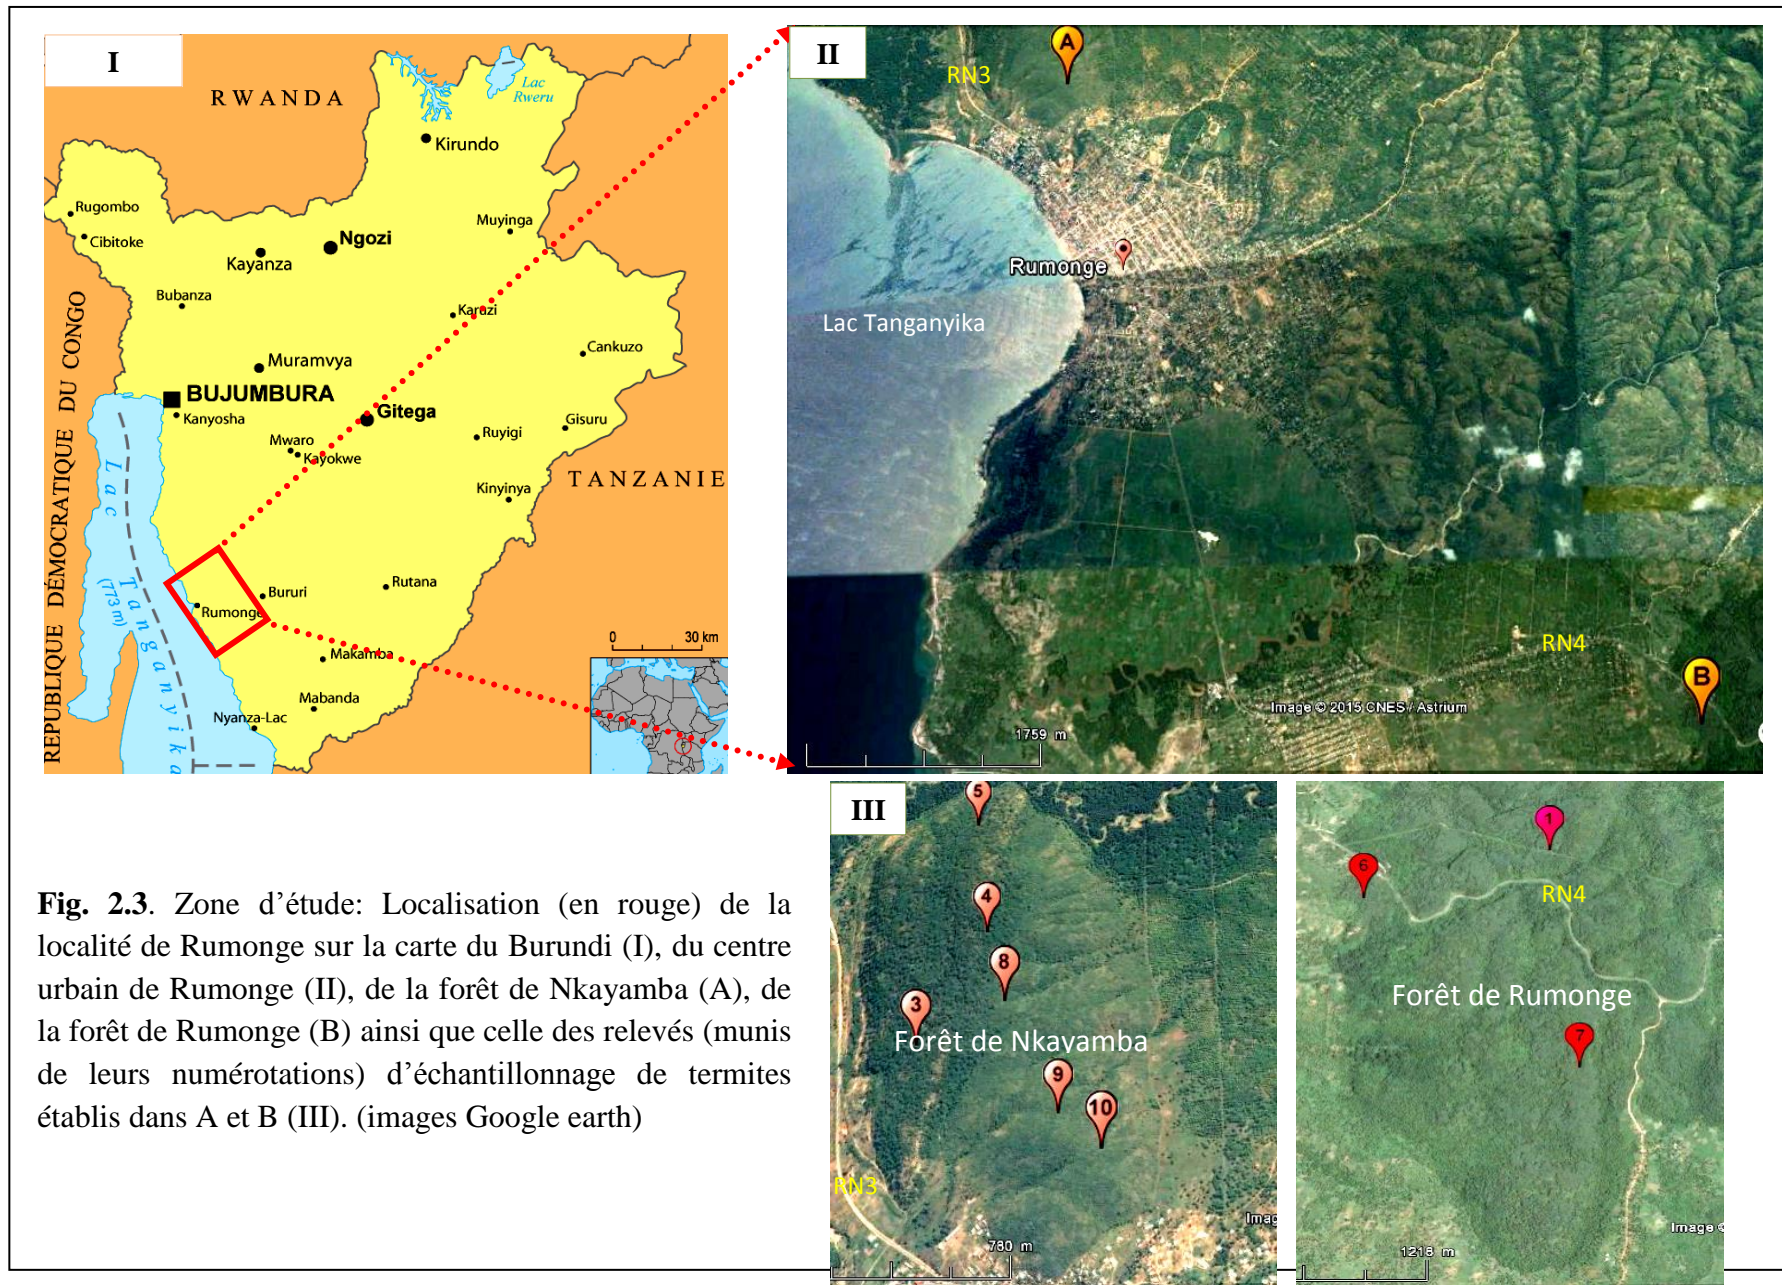 I
RWANDA
Lac
Rweru
Kirundo
Rugombo
Cibitoke
Muyinga
Ngozi
Kayanza
Bubanza
Karazi
Cankuzo
Muramvya
BUJUMBURA
Kanyosha
Gitega
Gisuru
Mwaro
Kayokwe
Ruyigi
TANZANIE
Kinyinya
REPUBLIQUE DÉMOCRATIQUE DU CONGO
Lac Tanganyika
(773 m)
Rutana
Bururi
Rumonge
0 30 km
Makamba
Mabanda
Nyanza-Lac
II
A
RN3
Rumonge
Lac Tanganyika
RN4
B
Image © 2015 CNES / Astrium
1759 m
III
5
4
8
3
Forêt de Nkayamba
9
10
RN3
Imag
780 m
1
6
RN4
Forêt de Rumonge
7
Image ©
1218 m
Fig. 2.3. Zone d’étude: Localisation (en rouge) de la
localité de Rumonge sur la carte du Burundi (I), du centre
urbain de Rumonge (II), de la forêt de Nkayamba (A), de
la forêt de Rumonge (B) ainsi que celle des relevés (munis
de leurs numérotations) d’échantillonnage de termites
établis dans A et B (III). (images Google earth)